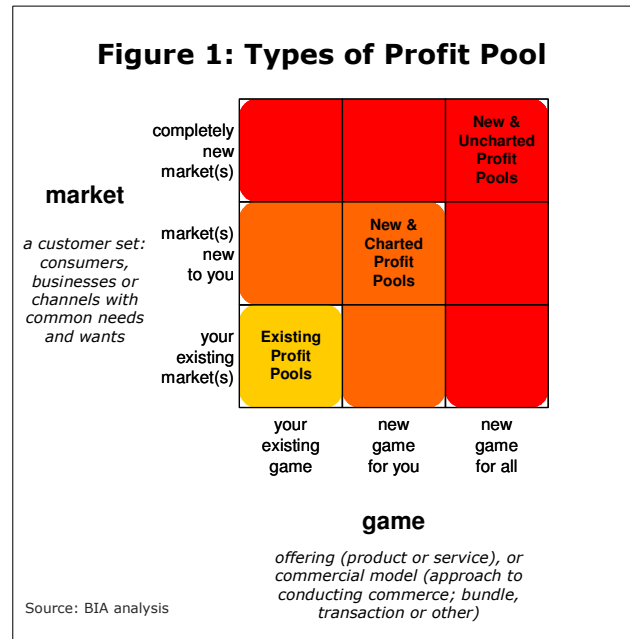 Figure 1: Types of Profit Pool
completely
new
market(s)
New &
Uncharted
Profit
Pools
market
a customer set:
consumers,
businesses or
channels with
common needs
and wants
market(s)
new
to you
New &
Charted
Profit
Pools
your
existing
market(s)
Existing
Profit
Pools
your
existing
game
new
game
for you
new
game
for all
game
offering (product or service), or
commercial model (approach to
conducting commerce; bundle,
transaction or other)
Source: BIA analysis